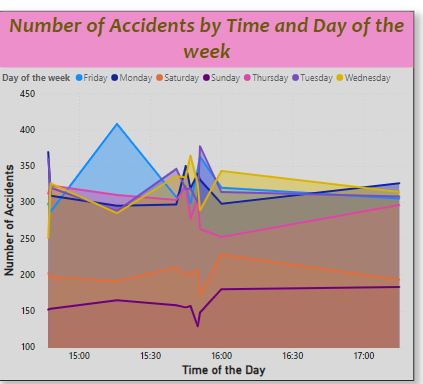 Number of Accidents by Time and Day of the
week
Day of the week Friday Monday Saturday Sunday Thursday Tuesday Wednesday
450
400
350
300
250
200
150
100
Number of Accidents
15:00 15:30 16:00 16:30 17:00
Time of the Day